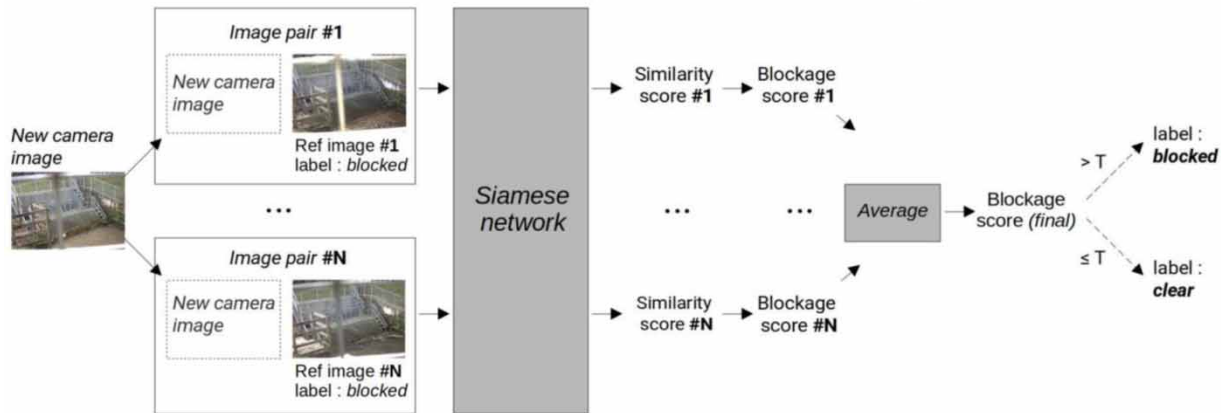 Image pair #1
New camera
image
Ref image #1
label : blocked
New camera
image
...
Image pair #N
New camera
image
Ref image #N
label : blocked
Siamese
network
Similarity
score #1
Blockage
score #1
...
...
Similarity
score #N
Blockage
score #N
Average
Blockage
score (final)
> T
label :
blocked
≤ T
label :
clear